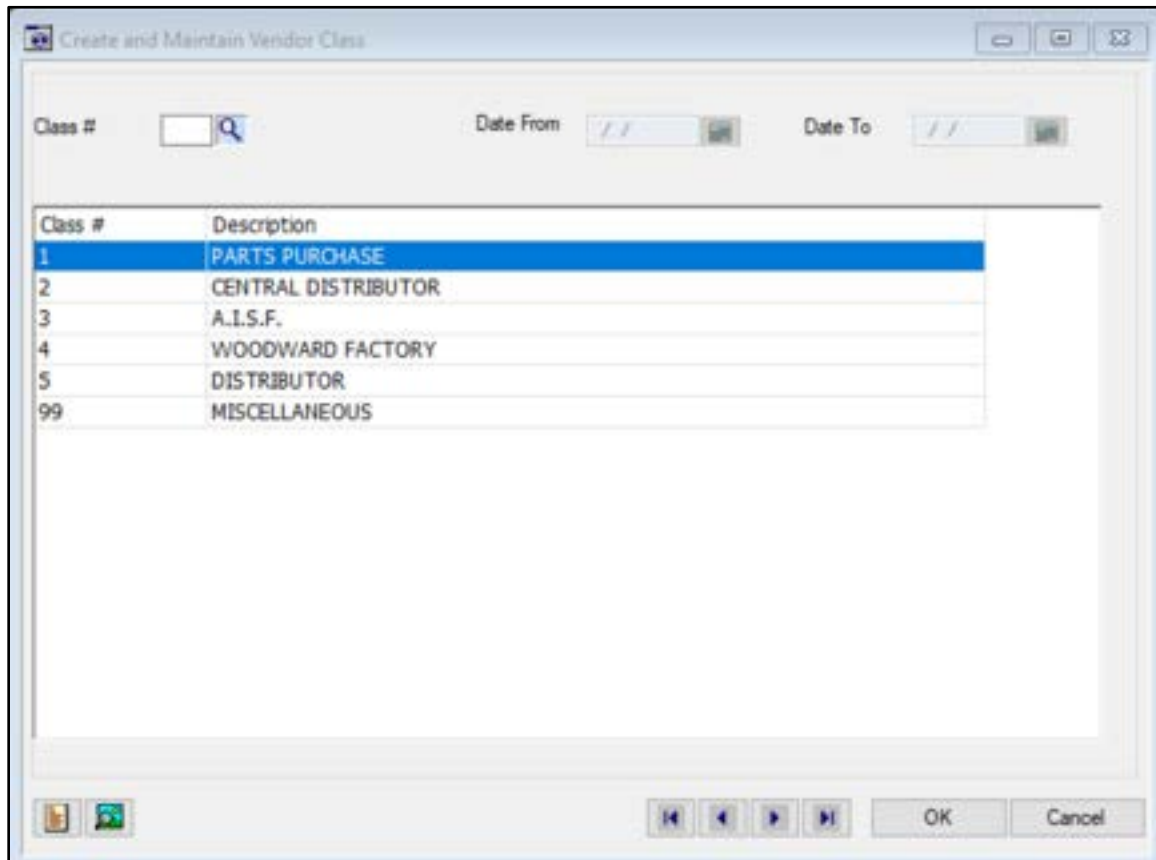 Create and Maintain Vendor Class
Class # Date From / / Date To / /
Class # Description
1 PARTS PURCHASE
2 CENTRAL DISTRIBUTOR
3 A.I.S.F.
4 WOODWARD FACTORY
5 DISTRIBUTOR
99 MISCELLANEOUS
OK Cancel